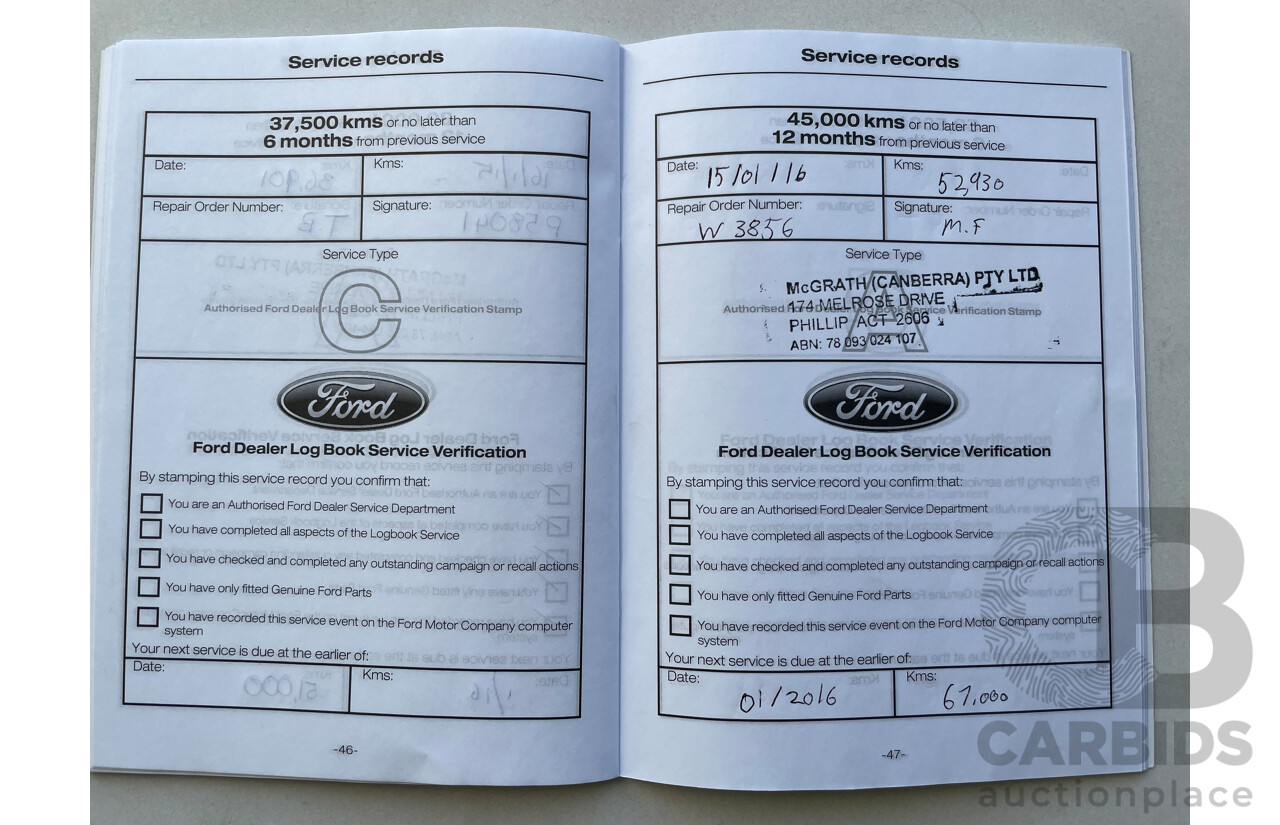 Service records
37,500 kms or no later than
6 months from previous service
Date:
Kms:
Repair Order Number:
Signature:
Service Type
C
Authorised Ford Dealer Log Book Service Verification Stamp
Ford
Ford Dealer Log Book Service Verification
By stamping this service record you confirm that:
You are an Authorised Ford Dealer Service Department
You have completed all aspects of the Logbook Service
You have checked and completed any outstanding campaign or recall actions
You have only fitted Genuine Ford Parts
You have recorded this service event on the Ford Motor Company computer
system
Your next service is due at the earlier of:
Date:
Kms:
-46-
Service records
45,000 kms or no later than
12 months from previous service
Date: 15/01/16
Kms: 52,930
Repair Order Number: W 3856
Signature: M.F
Service Type
A
Authorised Ford Dealer Log Book Service Verification Stamp
McGRATH (CANBERRA) PTY LTD
174 MELROSE DRIVE
PHILLIP ACT 2606
ABN: 78 093 024 107
Ford
Ford Dealer Log Book Service Verification
By stamping this service record you confirm that:
You are an Authorised Ford Dealer Service Department
You have completed all aspects of the Logbook Service
You have checked and completed any outstanding campaign or recall actions
You have only fitted Genuine Ford Parts
You have recorded this service event on the Ford Motor Company computer
system
Your next service is due at the earlier of:
Date: 01/2016
Kms: 67,000
-47-
CB
CARBIDS
auctionplace